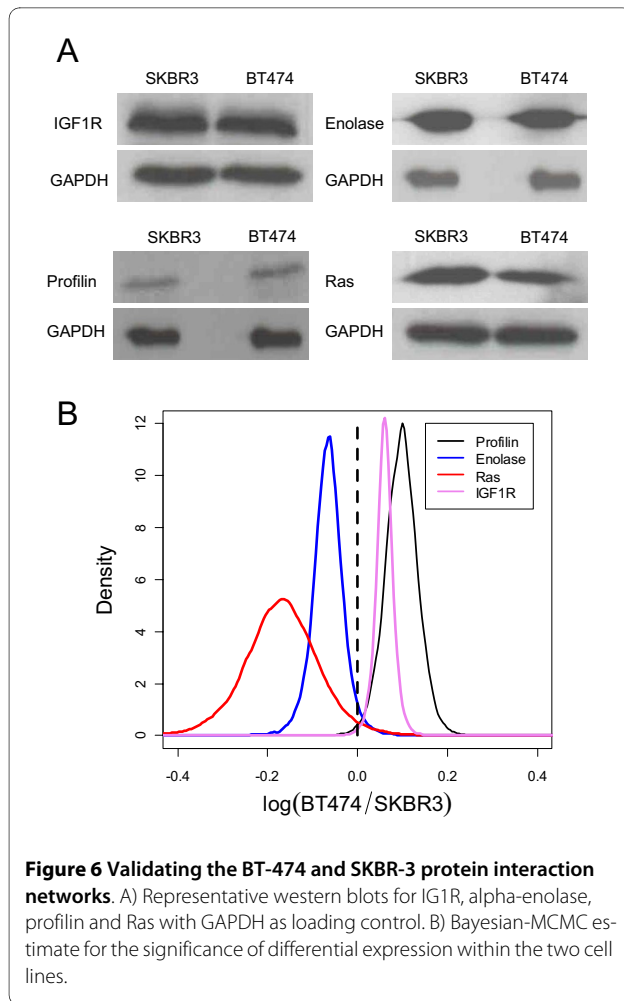 A
SKBR3 BT474
IGF1R
GAPDH
SKBR3 BT474
Enolase
GAPDH
SKBR3 BT474
Profilin
GAPDH
SKBR3 BT474
Ras
GAPDH
B
Density
12
10
8
6
4
2
0
Profilin
Enolase
Ras
IGF1R
-0.4 -0.2 0.0 0.2 0.4
log(BT474/SKBR3)
Figure 6 Validating the BT-474 and SKBR-3 protein interaction
networks. A) Representative western blots for IG1R, alpha-enolase,
profilin and Ras with GAPDH as loading control. B) Bayesian-MCMC es-
timate for the significance of differential expression within the two cell
lines.